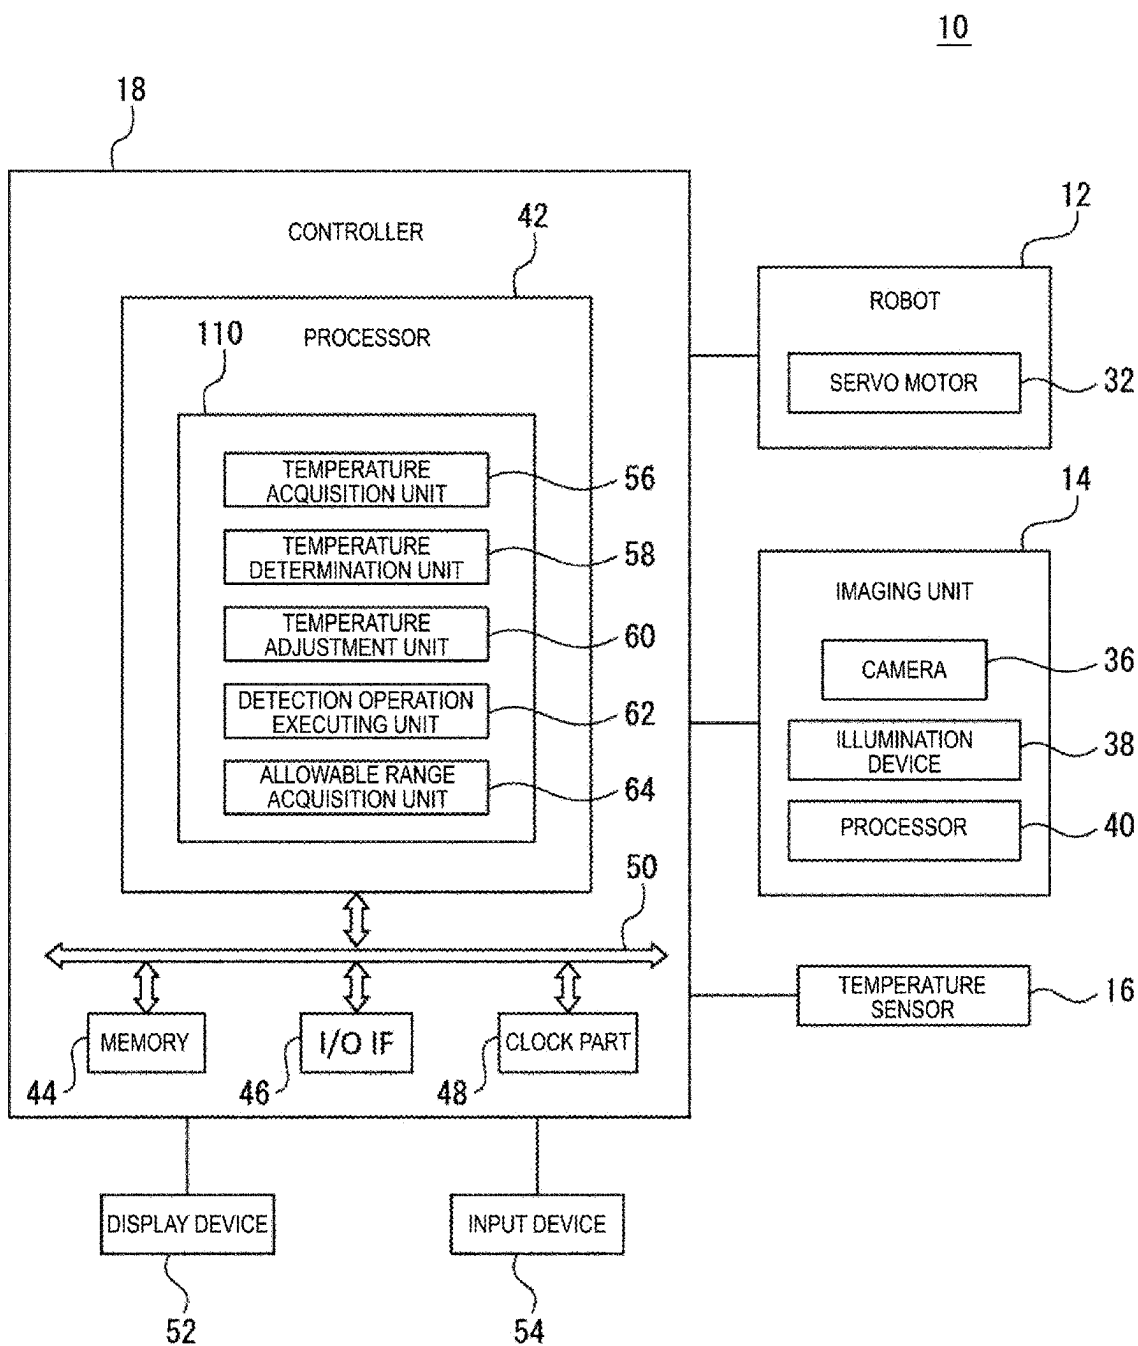 10
18
CONTROLLER
42
PROCESSOR
110
TEMPERATURE
ACQUISITION UNIT
56
TEMPERATURE
DETERMINATION UNIT
58
TEMPERATURE
ADJUSTMENT UNIT
60
DETECTION OPERATION
EXECUTING UNIT
62
ALLOWABLE RANGE
ACQUISITION UNIT
64
50
MEMORY
44
I/O IF
46
CLOCK PART
48
DISPLAY DEVICE
52
INPUT DEVICE
54
12
ROBOT
SERVO MOTOR
32
14
IMAGING UNIT
CAMERA
36
ILLUMINATION
DEVICE
38
PROCESSOR
40
TEMPERATURE
SENSOR
16